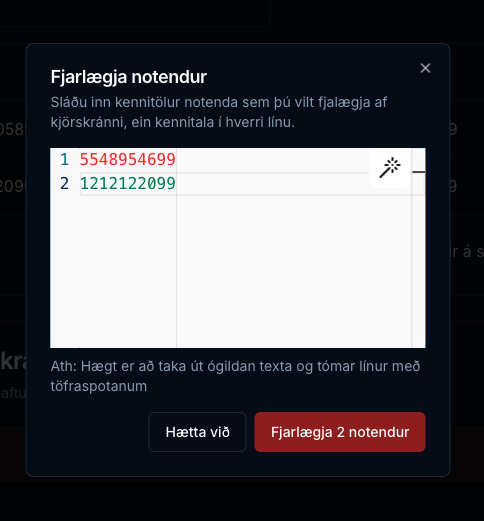 Fjarlægja notendur
Sláðu inn kennitölur notenda sem þú vilt fjalægja af
kjörskránni, ein kennitala í hverri línu.
1 5548954699
2 1212122099
Ath: Hægt er að taka út ógildan texta og tómar línur með
töfraspotanum
Hætta við
Fjarlægja 2 notendur